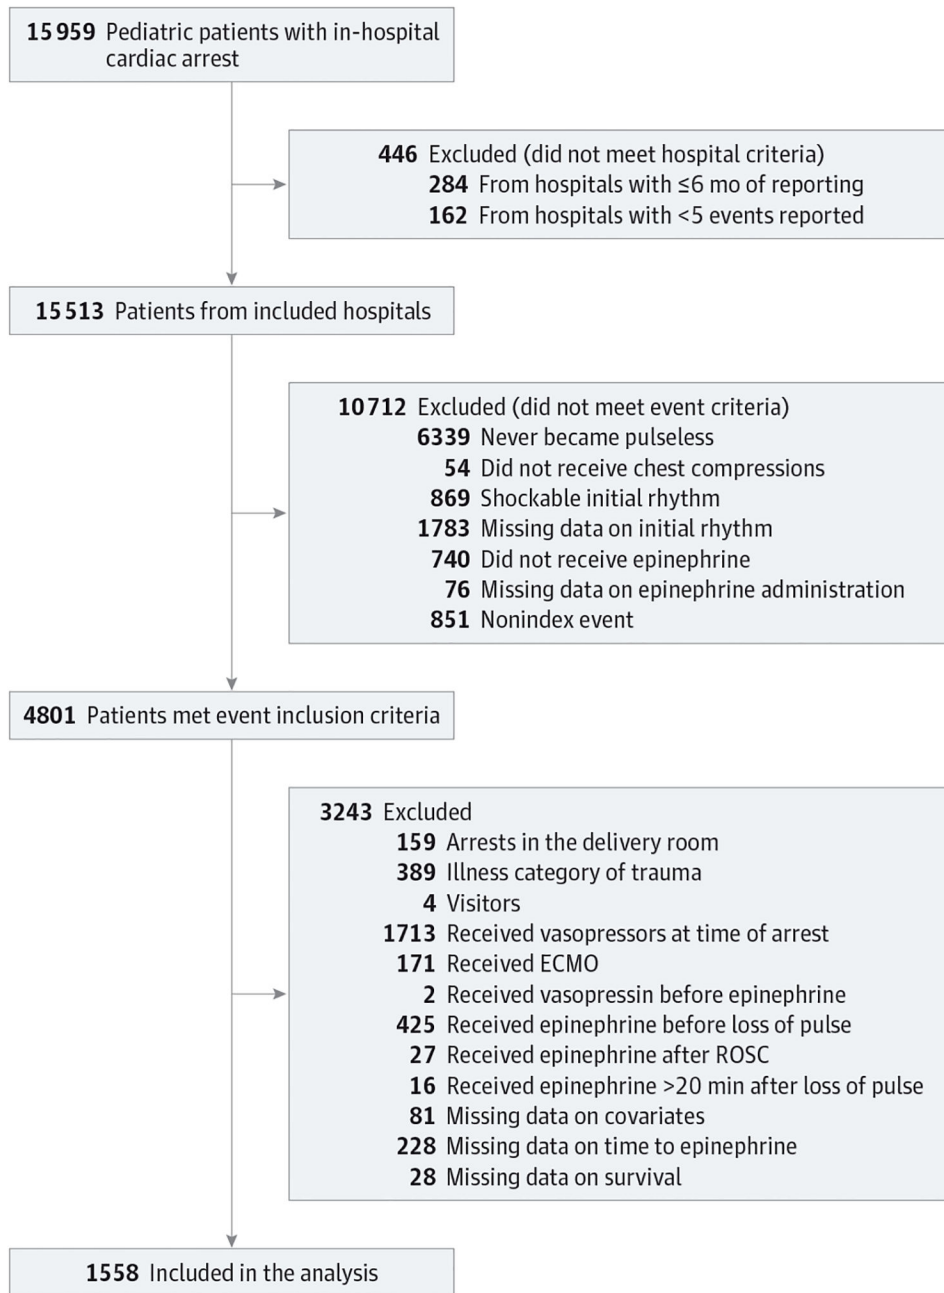 15 959 Pediatric patients with in-hospital
cardiac arrest
446 Excluded (did not meet hospital criteria)
284 From hospitals with ≤6 mo of reporting
162 From hospitals with <5 events reported
15 513 Patients from included hospitals
10 712 Excluded (did not meet event criteria)
6339 Never became pulseless
54 Did not receive chest compressions
869 Shockable initial rhythm
1783 Missing data on initial rhythm
740 Did not receive epinephrine
76 Missing data on epinephrine administration
851 Nonindex event
4801 Patients met event inclusion criteria
3243 Excluded
159 Arrests in the delivery room
389 Illness category of trauma
4 Visitors
1713 Received vasopressors at time of arrest
171 Received ECMO
2 Received vasopressin before epinephrine
425 Received epinephrine before loss of pulse
27 Received epinephrine after ROSC
16 Received epinephrine >20 min after loss of pulse
81 Missing data on covariates
228 Missing data on time to epinephrine
28 Missing data on survival
1558 Included in the analysis